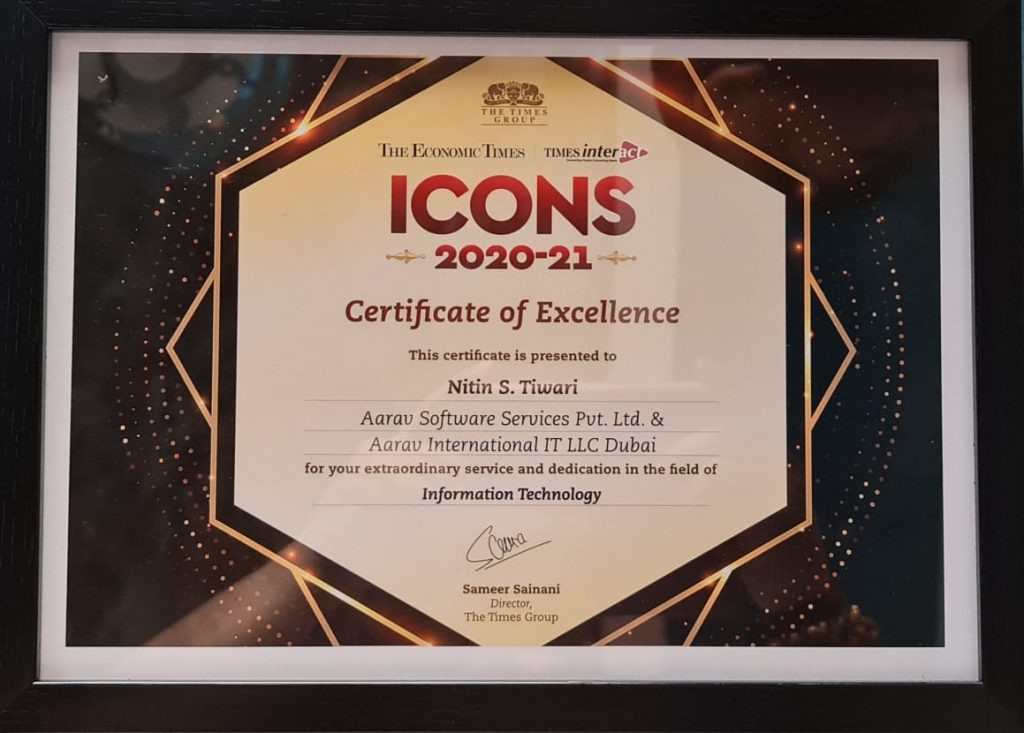 THE TIMES
GROUP
THE ECONOMIC TIMES TIMES interact
ICONS
2020-21
Certificate of Excellence
This certificate is presented to
Nitin S. Tiwari
Aarav Software Services Pvt. Ltd. &
Aarav International IT LLC Dubai
for your extraordinary service and dedication in the field of
Information Technology
Sameer Sainani
Director,
The Times Group